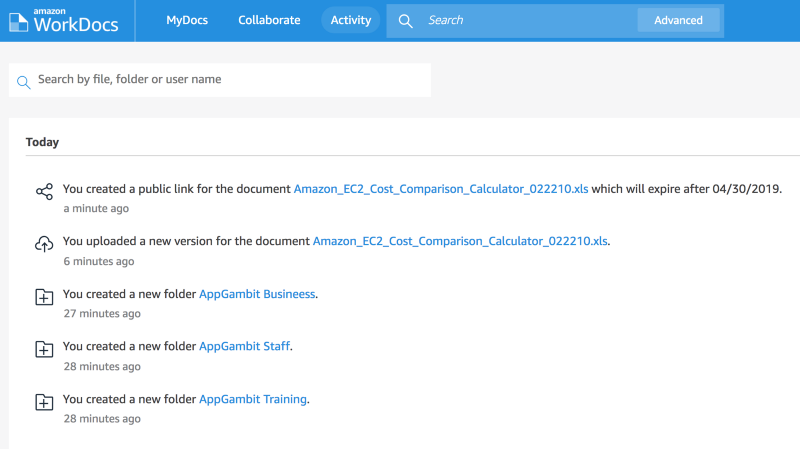 amazon
WorkDocs
MyDocs Collaborate Activity Search Advanced
Search by file, folder or user name
Today
You created a public link for the document Amazon_EC2_Cost_Comparison_Calculator_022210.xls which will expire after 04/30/2019.
a minute ago
You uploaded a new version for the document Amazon_EC2_Cost_Comparison_Calculator_022210.xls.
6 minutes ago
You created a new folder AppGambit Busineess.
27 minutes ago
You created a new folder AppGambit Staff.
28 minutes ago
You created a new folder AppGambit Training.
28 minutes ago